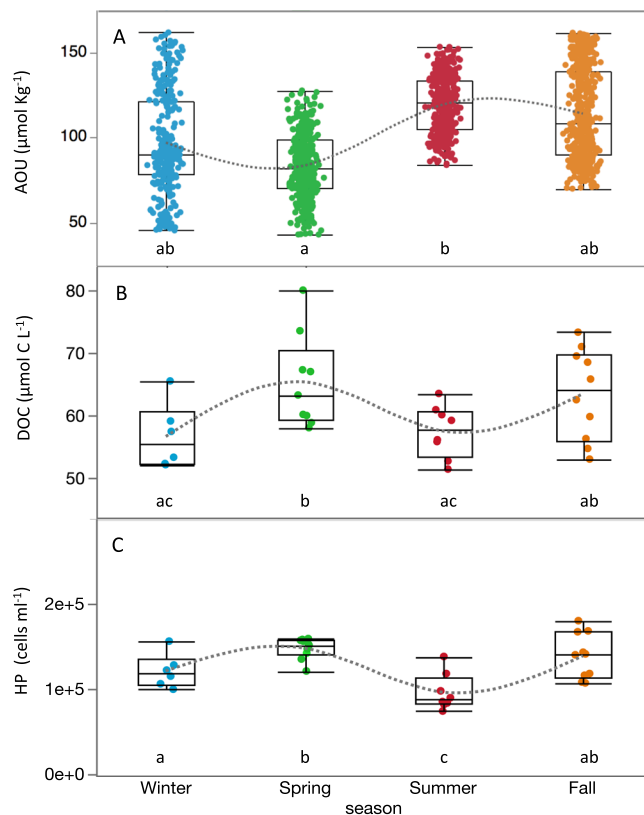 A
AOU (µmol Kg⁻¹)
150
100
50
ab a b ab
B
DOC (µmol C L⁻¹)
80
70
60
50
ac b ac ab
C
HP (cells ml⁻¹)
2e+5
1e+5
0e+0
a b c ab
Winter Spring Summer Fall
season